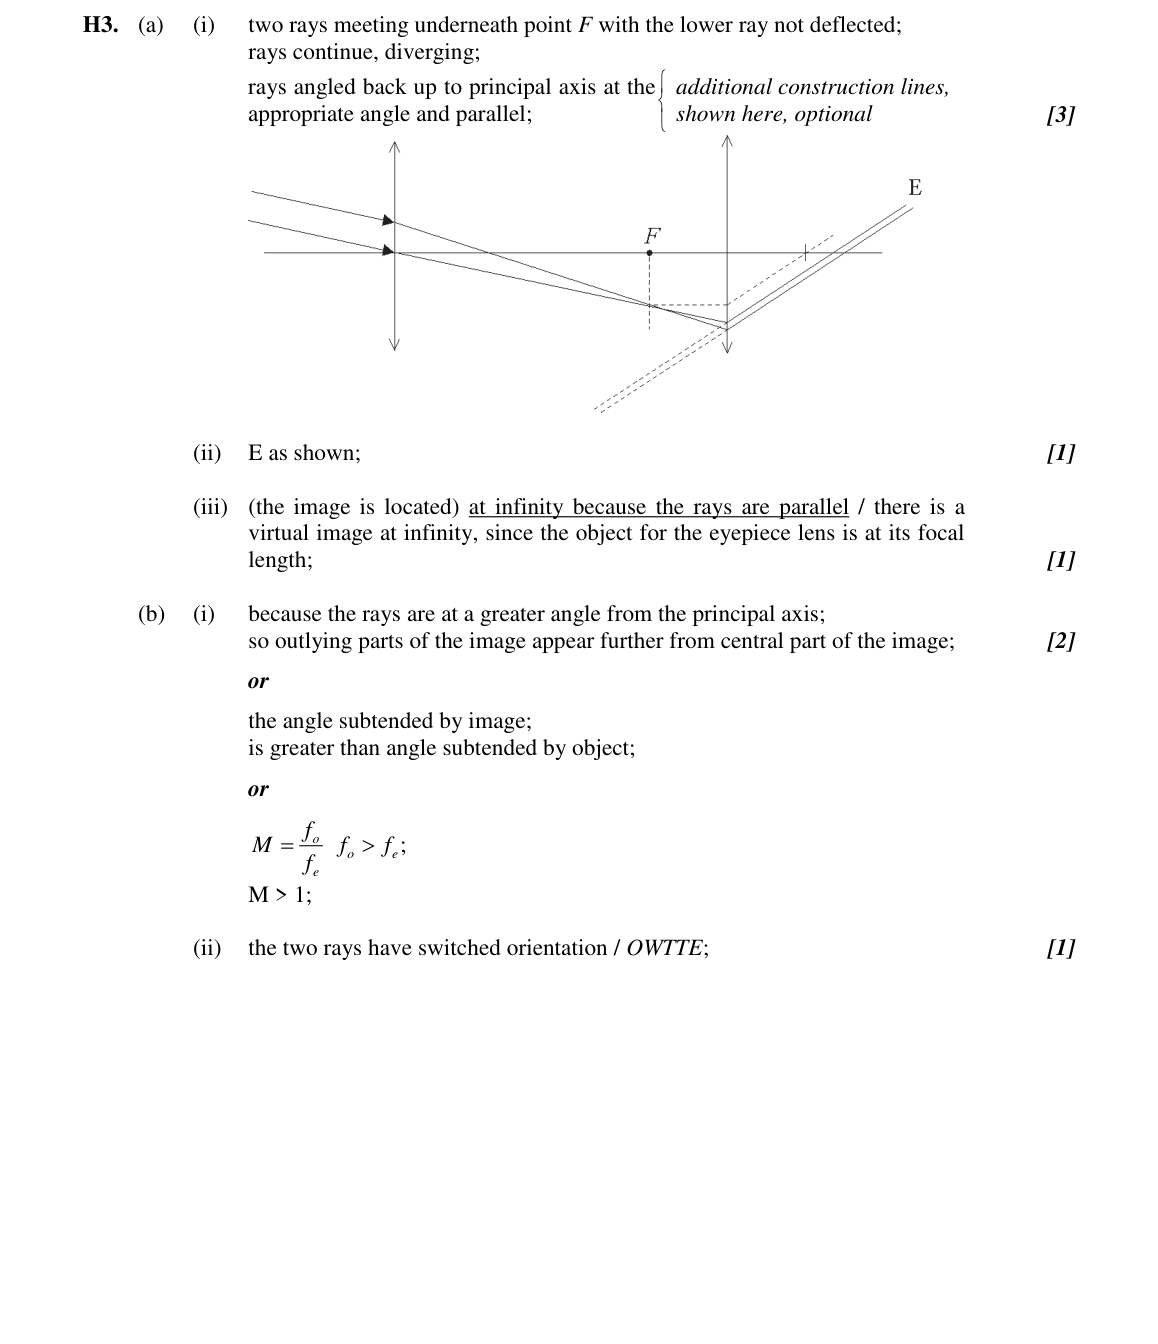 H3. (a) (i) two rays meeting underneath point F with the lower ray not deflected;
rays continue, diverging;
rays angled back up to principal axis at the { additional construction lines,
appropriate angle and parallel; shown here, optional [3]
E
F
(ii) E as shown; [1]
(iii) (the image is located) at infinity because the rays are parallel / there is a
virtual image at infinity, since the object for the eyepiece lens is at its focal
length; [1]
(b) (i) because the rays are at a greater angle from the principal axis;
so outlying parts of the image appear further from central part of the image; [2]
or
the angle subtended by image;
is greater than angle subtended by object;
or
M = f_o / f_e f_o > f_e;
M > 1;
(ii) the two rays have switched orientation / OWTTE; [1]